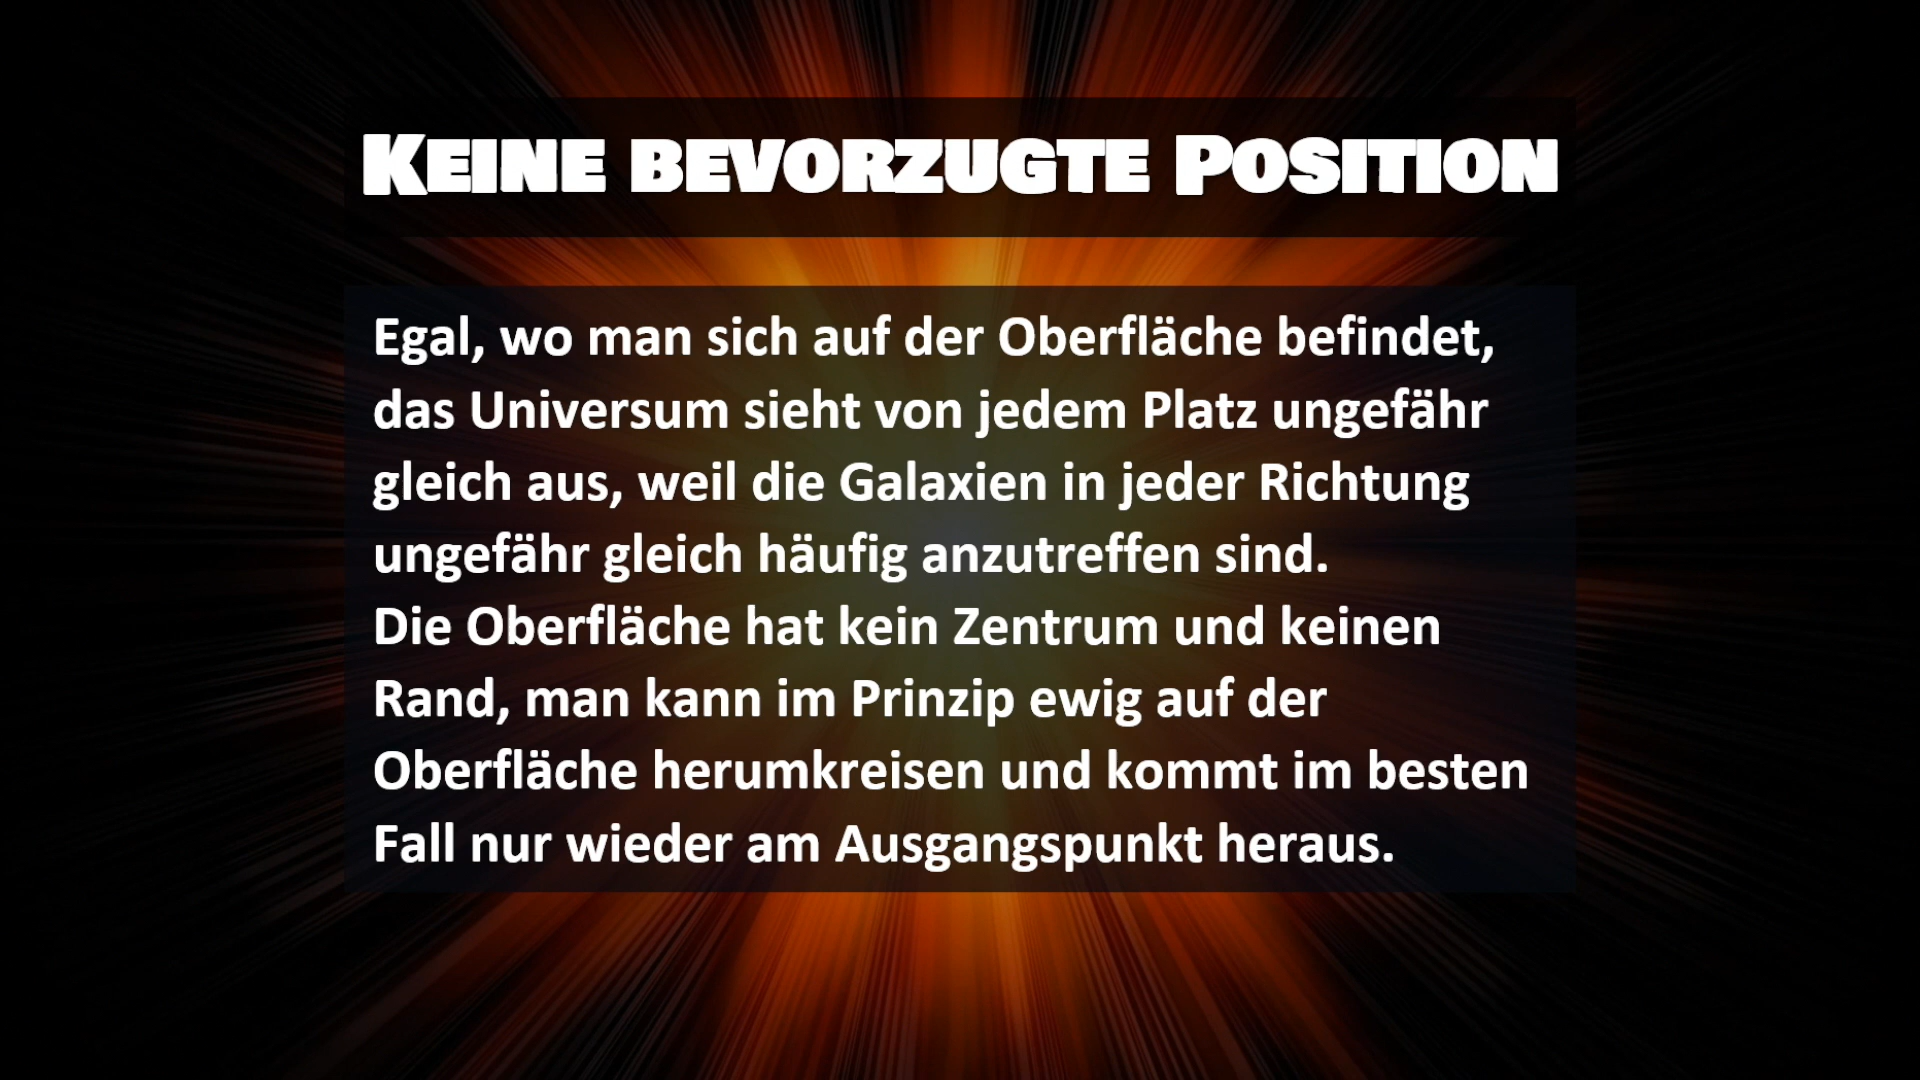 Keine bevorzugte Position
Egal, wo man sich auf der Oberfläche befindet,
das Universum sieht von jedem Platz ungefähr
gleich aus, weil die Galaxien in jeder Richtung
ungefähr gleich häufig anzutreffen sind.
Die Oberfläche hat kein Zentrum und keinen
Rand, man kann im Prinzip ewig auf der
Oberfläche herumkreisen und kommt im besten
Fall nur wieder am Ausgangspunkt heraus.